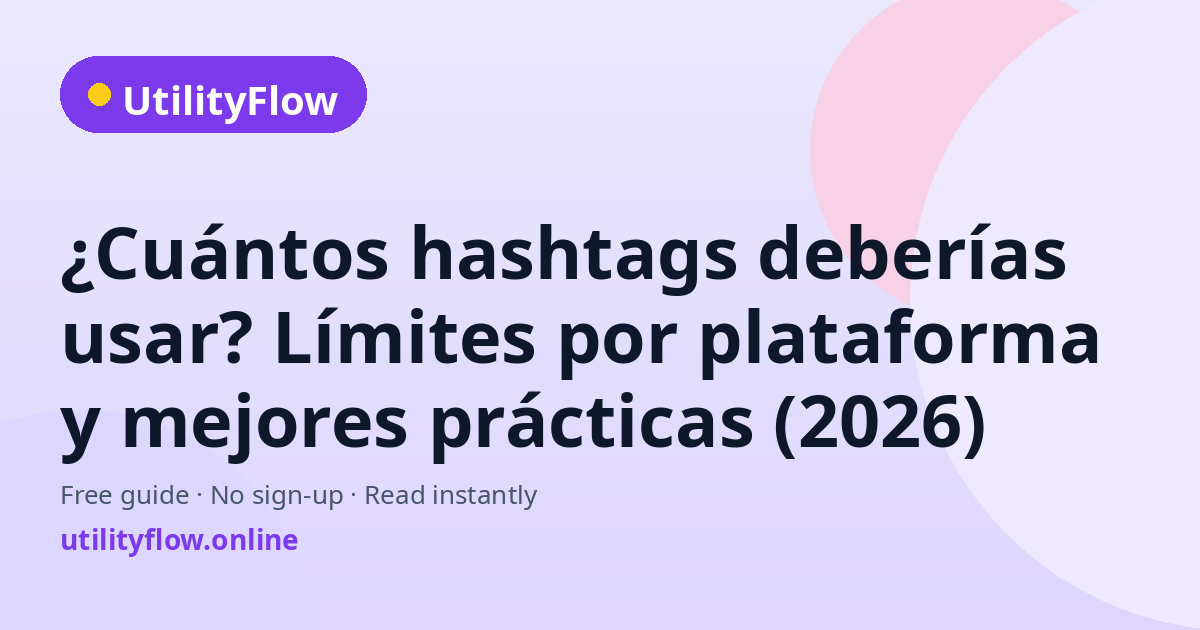 UtilityFlow
¿Cuántos hashtags deberías
usar? Límites por plataforma
y mejores prácticas (2026)
Free guide · No sign-up · Read instantly
utilityflow.online